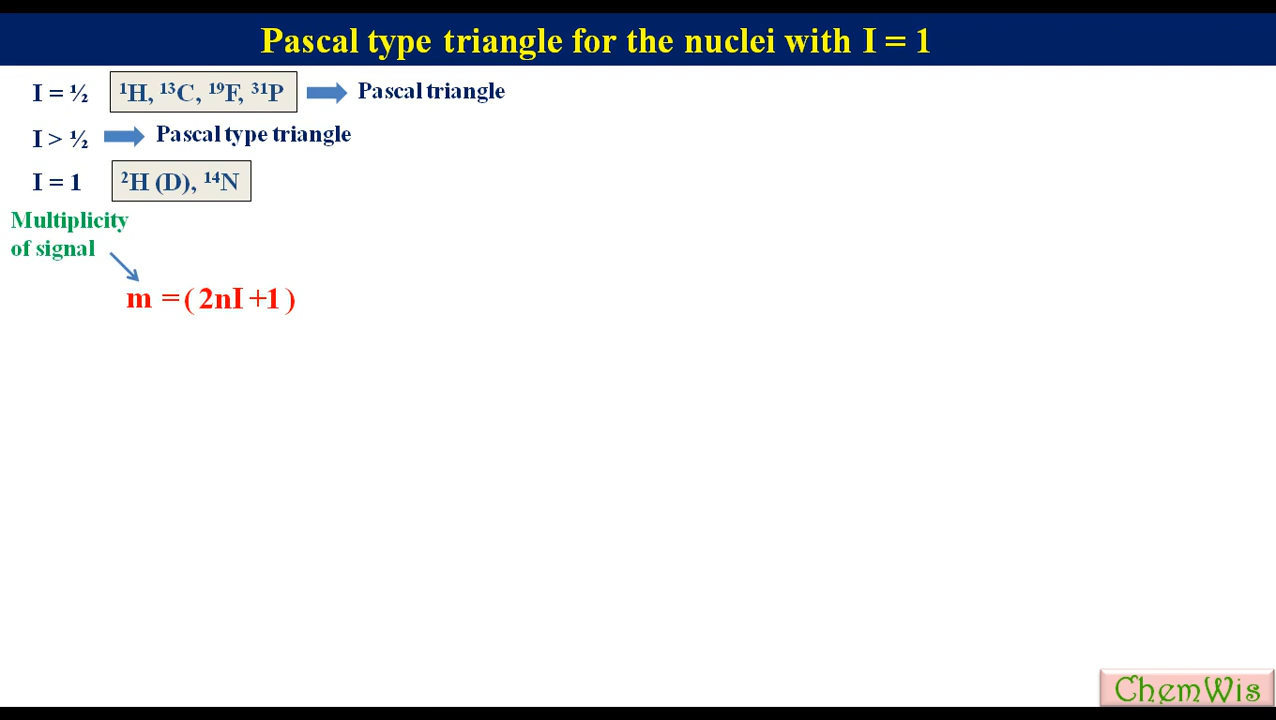 Pascal type triangle for the nuclei with I = 1
I = ½ ¹H, ¹³C, ¹⁹F, ³¹P Pascal triangle
I > ½ Pascal type triangle
I = 1 ²H (D), ¹⁴N
Multiplicity
of signal
m = ( 2nI +1 )
ChemWis